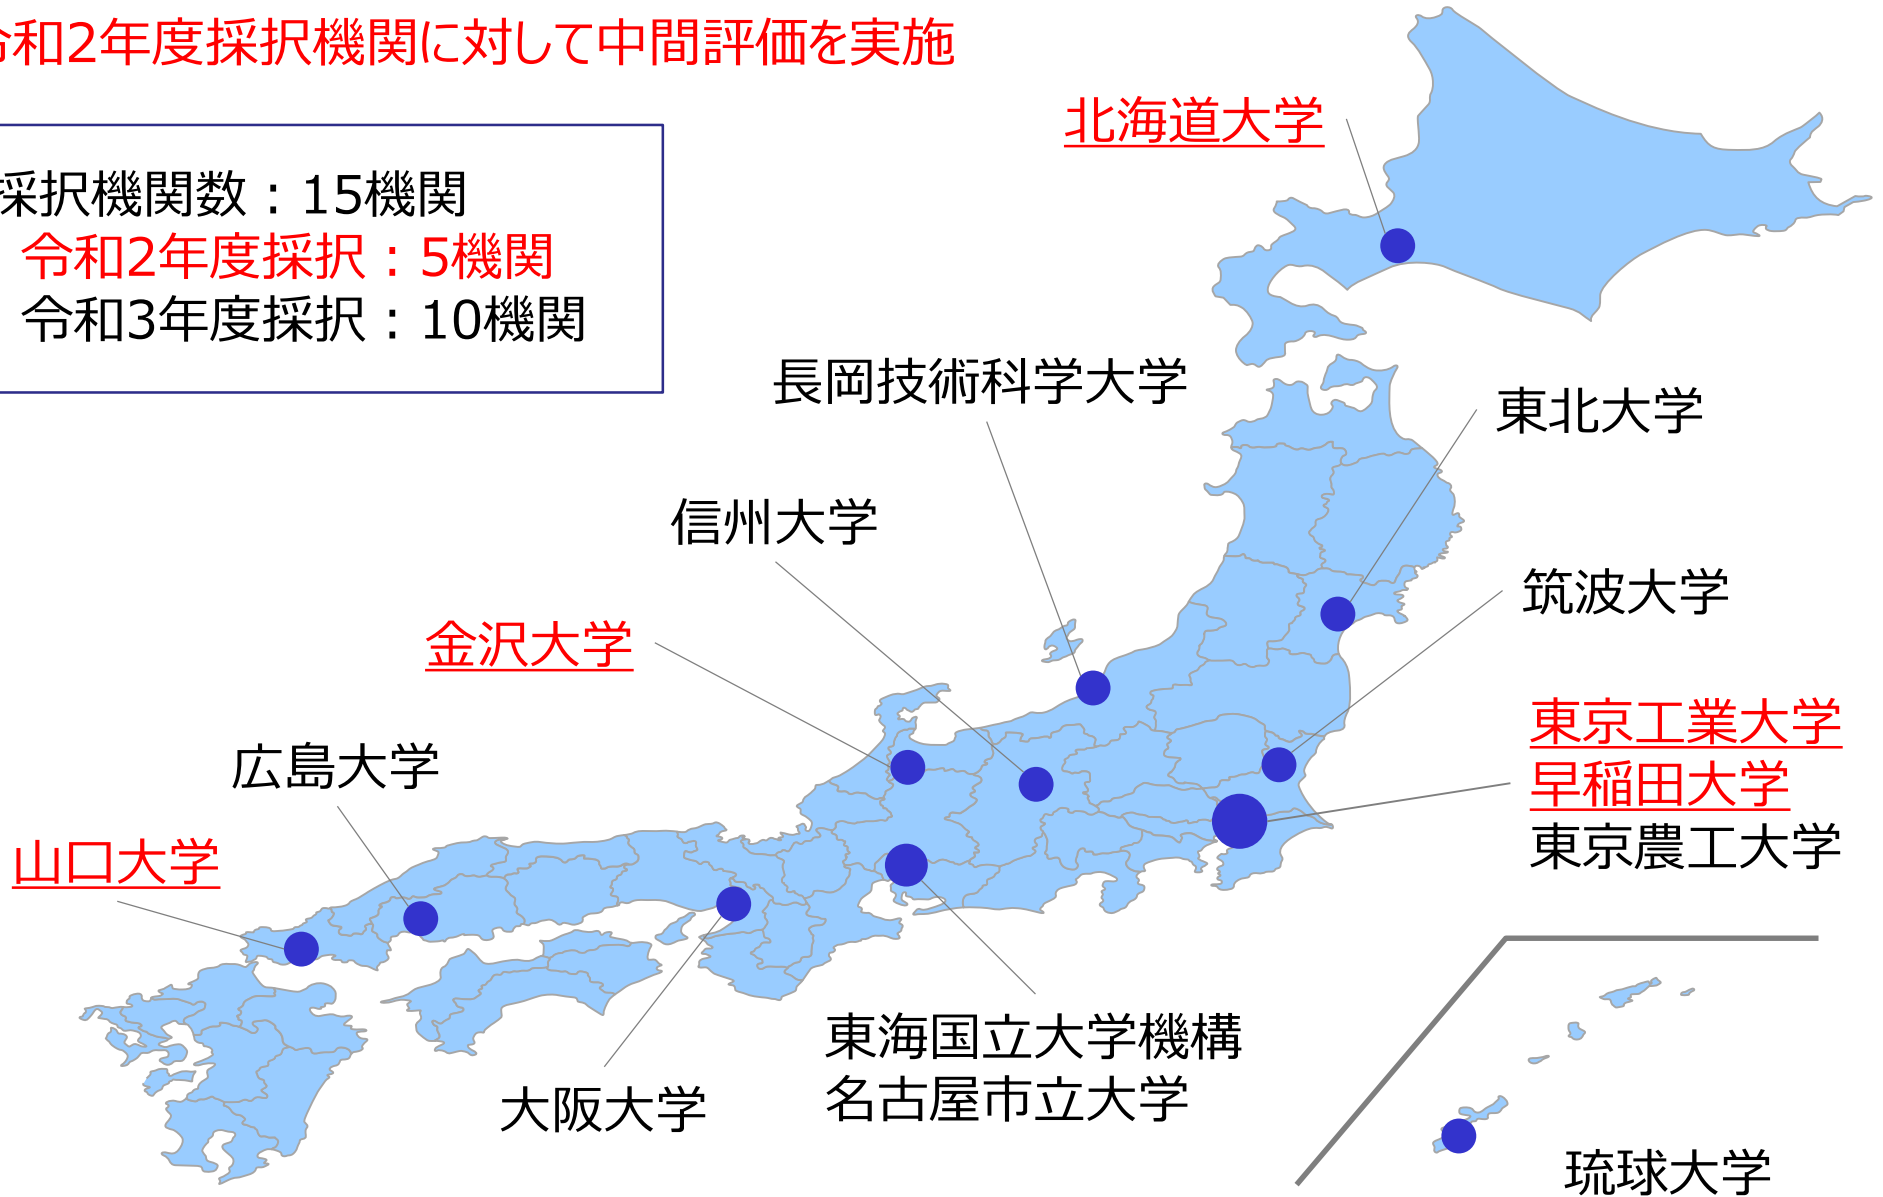 令和2年度採択機関に対して中間評価を実施
採択機関数：15機関
令和2年度採択：5機関
令和3年度採択：10機関
北海道大学
長岡技術科学大学
東北大学
信州大学
筑波大学
金沢大学
東京工業大学
早稲田大学
東京農工大学
広島大学
山口大学
東海国立大学機構
名古屋市立大学
大阪大学
琉球大学